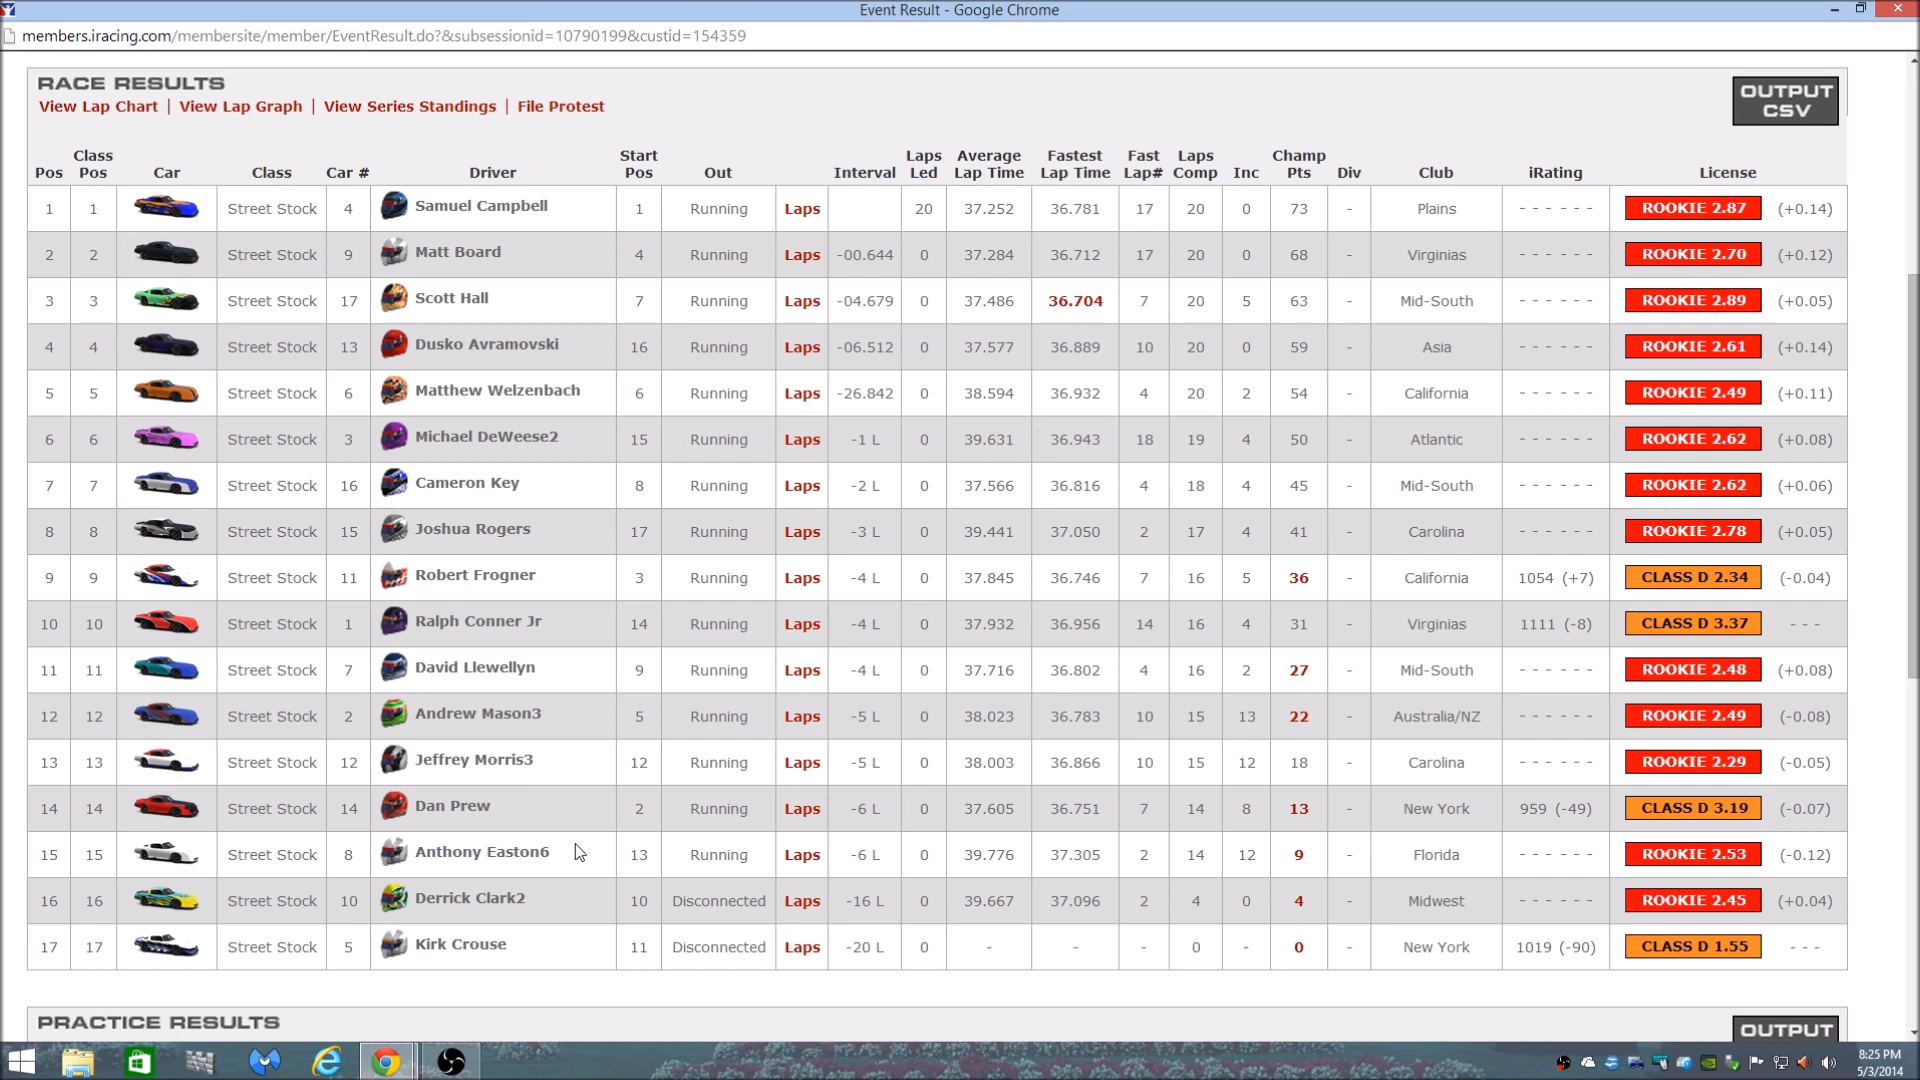 Event Result - Google Chrome
members.iracing.com/membersite/member/EventResult.do?&subsessionid=10790199&custid=154359
RACE RESULTS
View Lap Chart | View Lap Graph | View Series Standings | File Protest
OUTPUT CSV
Pos Class Pos Car Class Car # Driver Start Pos Out Interval Laps Led Average Lap Time Fastest Lap Time Fast Lap# Laps Comp Inc Champ Pts Div Club iRating License
1 1 Street Stock 4 Samuel Campbell 1 Running Laps 20 37.252 36.781 17 20 0 73 - Plains - - - - - - ROOKIE 2.87 (+0.14)
2 2 Street Stock 9 Matt Board 4 Running Laps -00.644 0 37.284 36.712 17 20 0 68 - Virginias - - - - - - ROOKIE 2.70 (+0.12)
3 3 Street Stock 17 Scott Hall 7 Running Laps -04.679 0 37.486 36.704 7 20 5 63 - Mid-South - - - - - - ROOKIE 2.89 (+0.05)
4 4 Street Stock 13 Dusko Avramovski 16 Running Laps -06.512 0 37.577 36.889 10 20 0 59 - Asia - - - - - - ROOKIE 2.61 (+0.14)
5 5 Street Stock 6 Matthew Welzenbach 6 Running Laps -26.842 0 38.594 36.932 4 20 2 54 - California - - - - - - ROOKIE 2.49 (+0.11)
6 6 Street Stock 3 Michael DeWeese2 15 Running Laps -1 L 0 39.631 36.943 18 19 4 50 - Atlantic - - - - - - ROOKIE 2.62 (+0.08)
7 7 Street Stock 16 Cameron Key 8 Running Laps -2 L 0 37.566 36.816 4 18 4 45 - Mid-South - - - - - - ROOKIE 2.62 (+0.06)
8 8 Street Stock 15 Joshua Rogers 17 Running Laps -3 L 0 39.441 37.050 2 17 4 41 - Carolina - - - - - - ROOKIE 2.78 (+0.05)
9 9 Street Stock 11 Robert Frogner 3 Running Laps -4 L 0 37.845 36.746 7 16 5 36 - California 1054 (+7) CLASS D 2.34 (-0.04)
10 10 Street Stock 1 Ralph Conner Jr 14 Running Laps -4 L 0 37.932 36.956 14 16 4 31 - Virginias 1111 (-8) CLASS D 3.37 - - -
11 11 Street Stock 7 David Llewellyn 9 Running Laps -4 L 0 37.716 36.802 4 16 2 27 - Mid-South - - - - - - ROOKIE 2.48 (+0.08)
12 12 Street Stock 2 Andrew Mason3 5 Running Laps -5 L 0 38.023 36.783 10 15 13 22 - Australia/NZ - - - - - - ROOKIE 2.49 (-0.08)
13 13 Street Stock 12 Jeffrey Morris3 12 Running Laps -5 L 0 38.003 36.866 10 15 12 18 - Carolina - - - - - - ROOKIE 2.29 (-0.05)
14 14 Street Stock 14 Dan Prew 2 Running Laps -6 L 0 37.605 36.751 7 14 8 13 - New York 959 (-49) CLASS D 3.19 (-0.07)
15 15 Street Stock 8 Anthony Easton6 13 Running Laps -6 L 0 39.776 37.305 2 14 12 9 - Florida - - - - - - ROOKIE 2.53 (-0.12)
16 16 Street Stock 10 Derrick Clark2 10 Disconnected Laps -16 L 0 39.667 37.096 2 4 0 4 - Midwest - - - - - - ROOKIE 2.45 (+0.04)
17 17 Street Stock 5 Kirk Crouse 11 Disconnected Laps -20 L 0 - - - 0 - 0 - New York 1019 (-90) CLASS D 1.55 - - -
PRACTICE RESULTS
OUTPUT
8:25 PM
5/3/2014